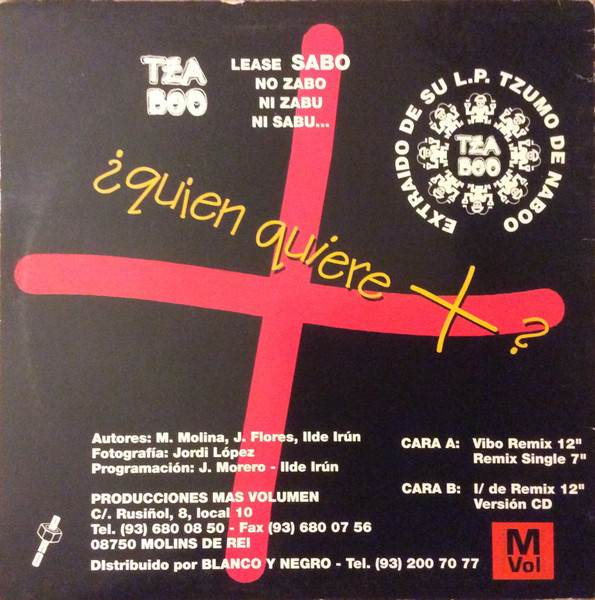 TZA
BOO
LEASE SABO
NO ZABO
NI ZABU
NI SABU...
EXTRAIDO DE SU L.P. TZUMO DE NABOO
TZA
BOO
¿quien quiere + ?
Autores: M. Molina, J. Flores, Ilde Irún
Fotografía: Jordi López
Programación: J. Morero - Ilde Irún
PRODUCCIONES MAS VOLUMEN
C/. Rusiñol, 8, local 10
Tel. (93) 680 08 50 - Fax (93) 680 07 56
08750 MOLINS DE REI
DIstribuido por BLANCO Y NEGRO - Tel. (93) 200 70 77
CARA A: Vibo Remix 12"
Remix Single 7"
CARA B: I/ de Remix 12"
Versión CD
M
Vol